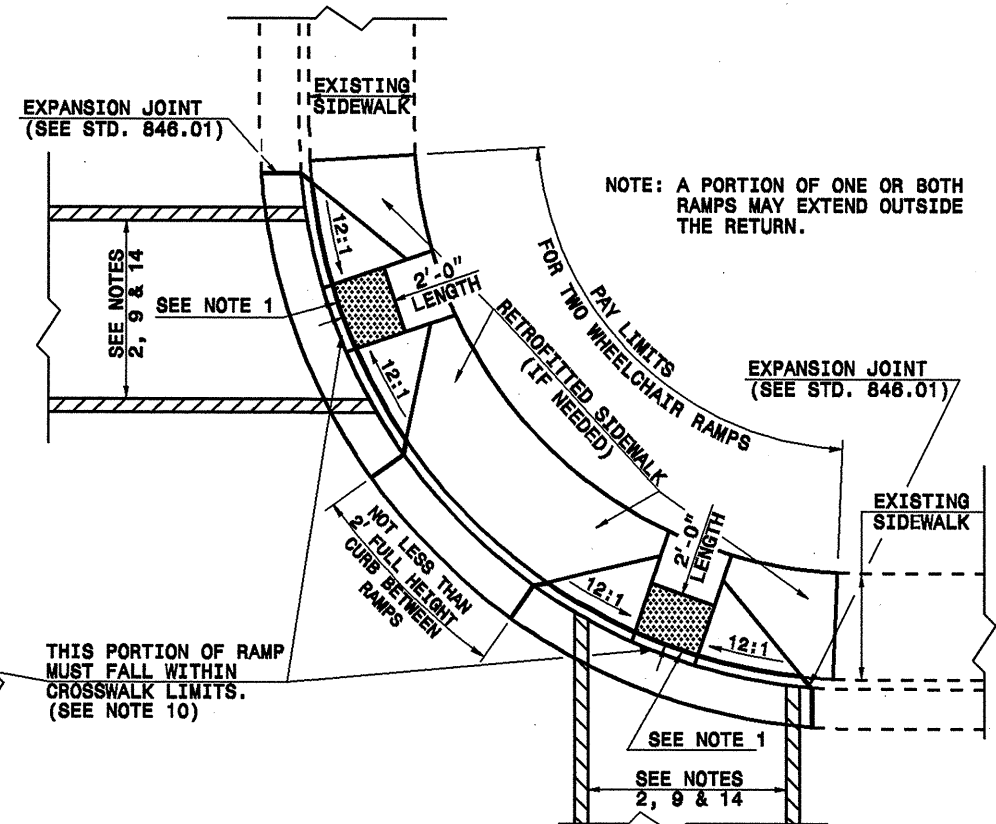 EXISTING
SIDEWALK
EXPANSION JOINT
(SEE STD. 846.01)
NOTE: A PORTION OF ONE OR BOTH
RAMPS MAY EXTEND OUTSIDE
THE RETURN.
12:1
2'-0"
LENGTH
SEE NOTES
2, 9 & 14
SEE NOTE 1
12:1
PAY LIMITS
FOR TWO WHEELCHAIR RAMPS
RETROFITTED SIDEWALK
(IF NEEDED)
EXPANSION JOINT
(SEE STD. 846.01)
EXISTING
SIDEWALK
NOT LESS THAN
2' FULL HEIGHT
CURB BETWEEN
RAMPS
2'-0"
LENGTH
12:1
12:1
THIS PORTION OF RAMP
MUST FALL WITHIN
CROSSWALK LIMITS.
(SEE NOTE 10)
SEE NOTE 1
SEE NOTES
2, 9 & 14